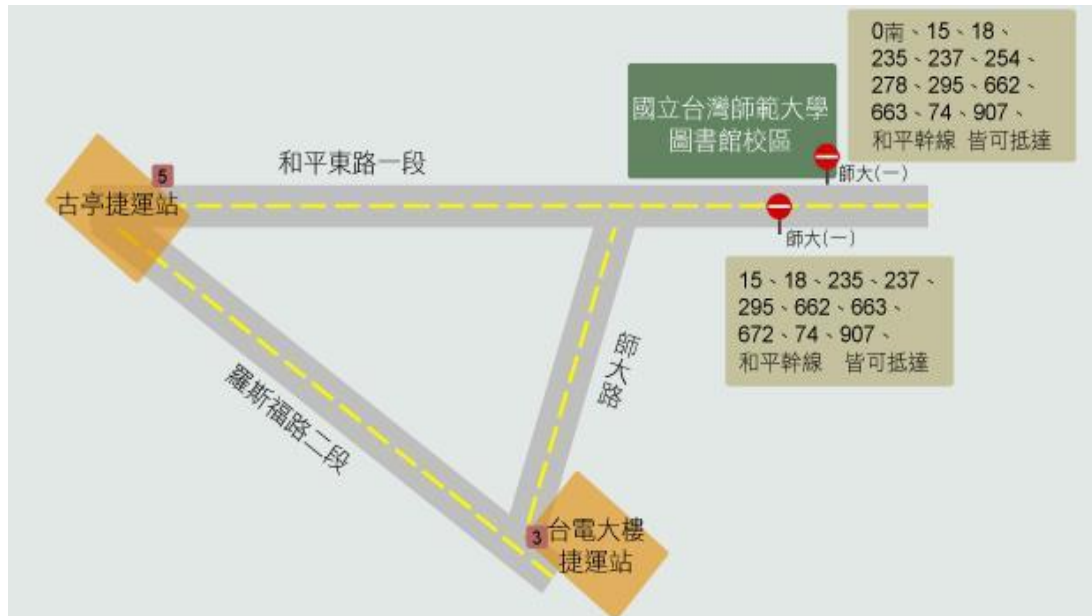 0南、15、18、
235、237、254、
278、295、662、
663、74、907、
和平幹線 皆可抵達
國立台灣師範大學
圖書館校區
和平東路一段
5
師大(一)
古亭捷運站
師大(一)
15、18、235、237、
295、662、663、
672、74、907、
和平幹線 皆可抵達
師大路
羅斯福路二段
3
台電大樓
捷運站